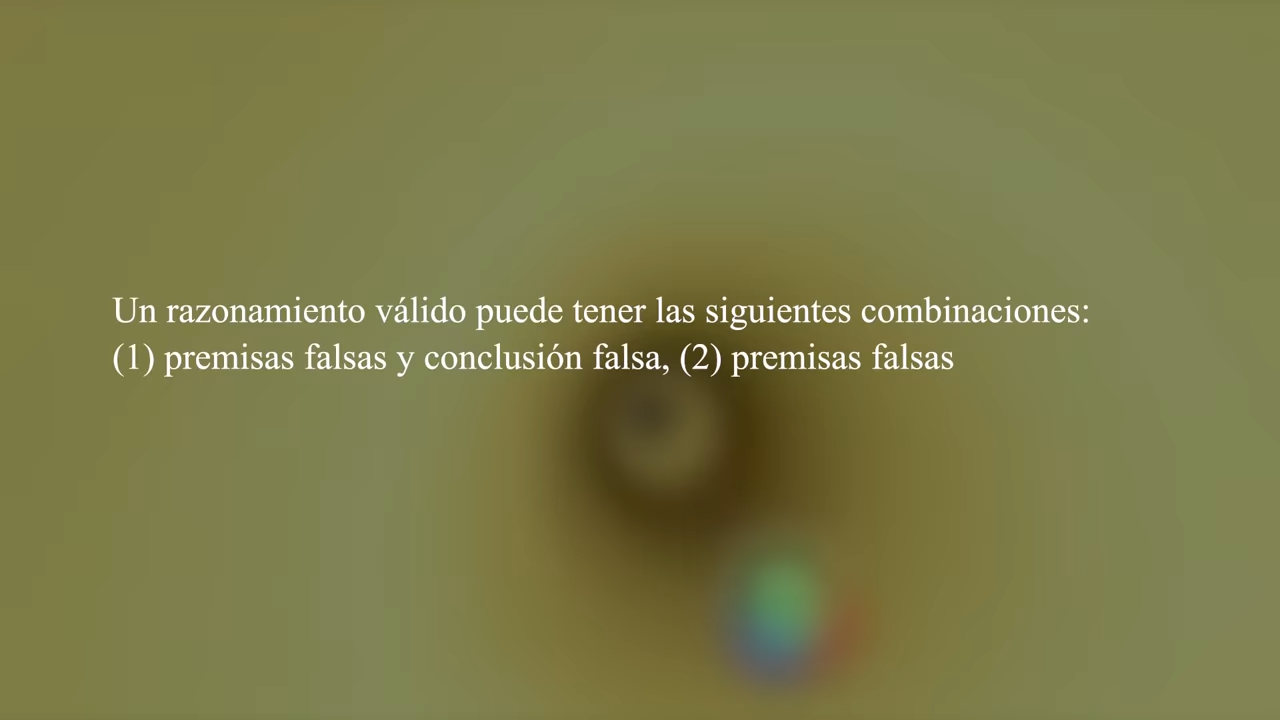 Un razonamiento válido puede tener las siguientes combinaciones:
(1) premisas falsas y conclusión falsa, (2) premisas falsas